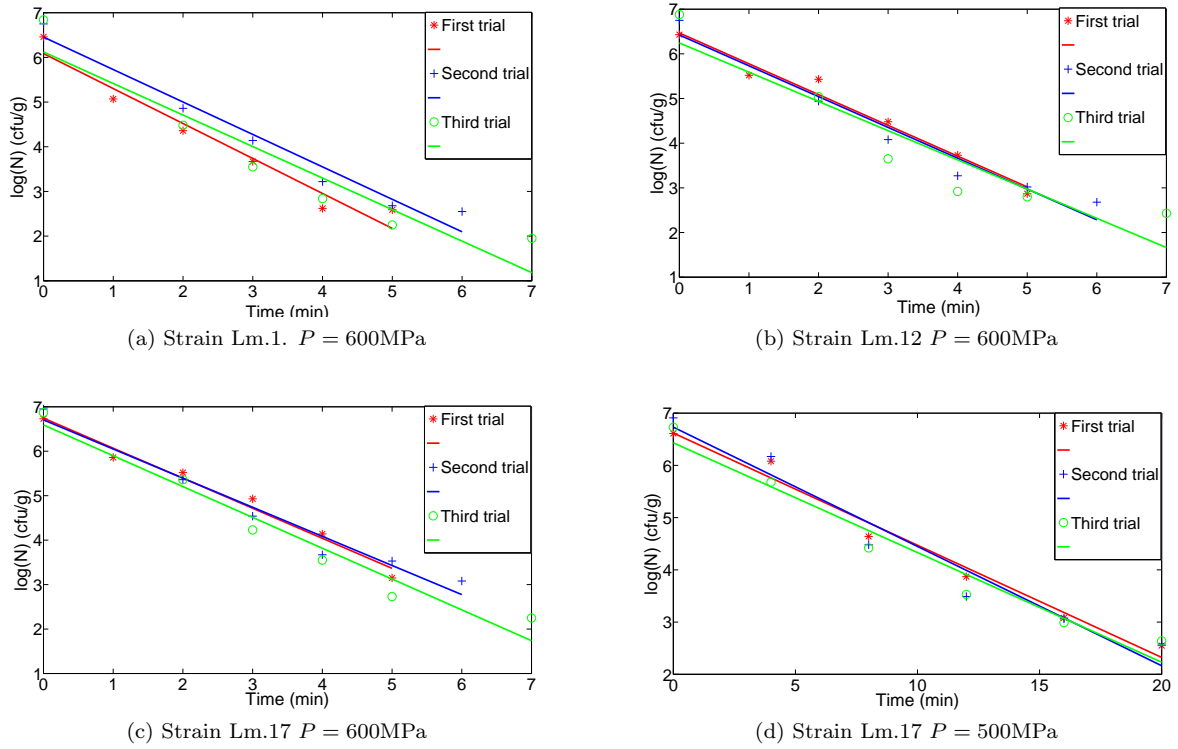 7
6
5
4
3
2
1
log(N) (cfu/g)
0 1 2 3 4 5 6 7
Time (min)
First trial
Second trial
Third trial
(a) Strain Lm.1. P = 600MPa
7
6
5
4
3
2
1
log(N) (cfu/g)
0 1 2 3 4 5 6 7
Time (min)
First trial
Second trial
Third trial
(b) Strain Lm.12 P = 600MPa
7
6
5
4
3
2
1
log(N) (cfu/g)
0 1 2 3 4 5 6 7
Time (min)
First trial
Second trial
Third trial
(c) Strain Lm.17 P = 600MPa
7
6
5
4
3
2
log(N) (cfu/g)
0 5 10 15 20
Time (min)
First trial
Second trial
Third trial
(d) Strain Lm.17 P = 500MPa